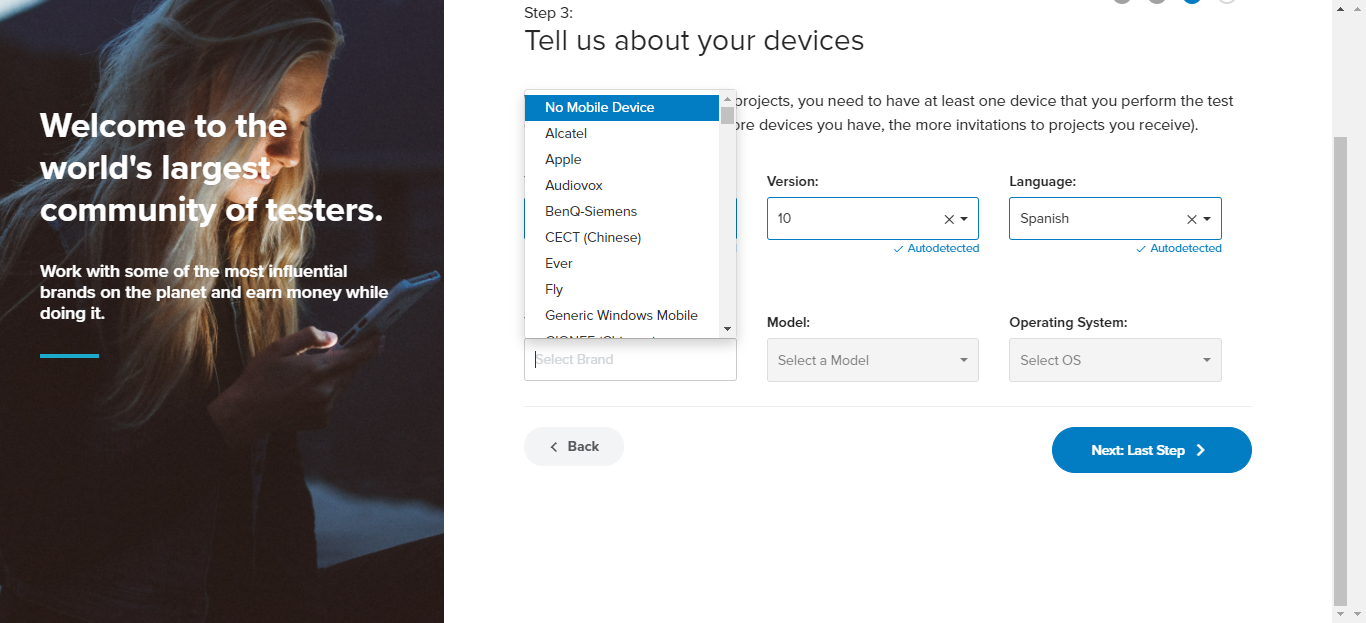 Welcome to the
world's largest
community of testers.
Work with some of the most influential
brands on the planet and earn money while
doing it.
Step 3:
Tell us about your devices
projects, you need to have at least one device that you perform the test
re devices you have, the more invitations to projects you receive).
No Mobile Device
Alcatel
Apple
Audiovox
BenQ-Siemens
CECT (Chinese)
Ever
Fly
Generic Windows Mobile
Version:
10
Autodetected
Language:
Spanish
Autodetected
Select Brand
Model:
Select a Model
Operating System:
Select OS
Back
Next: Last Step